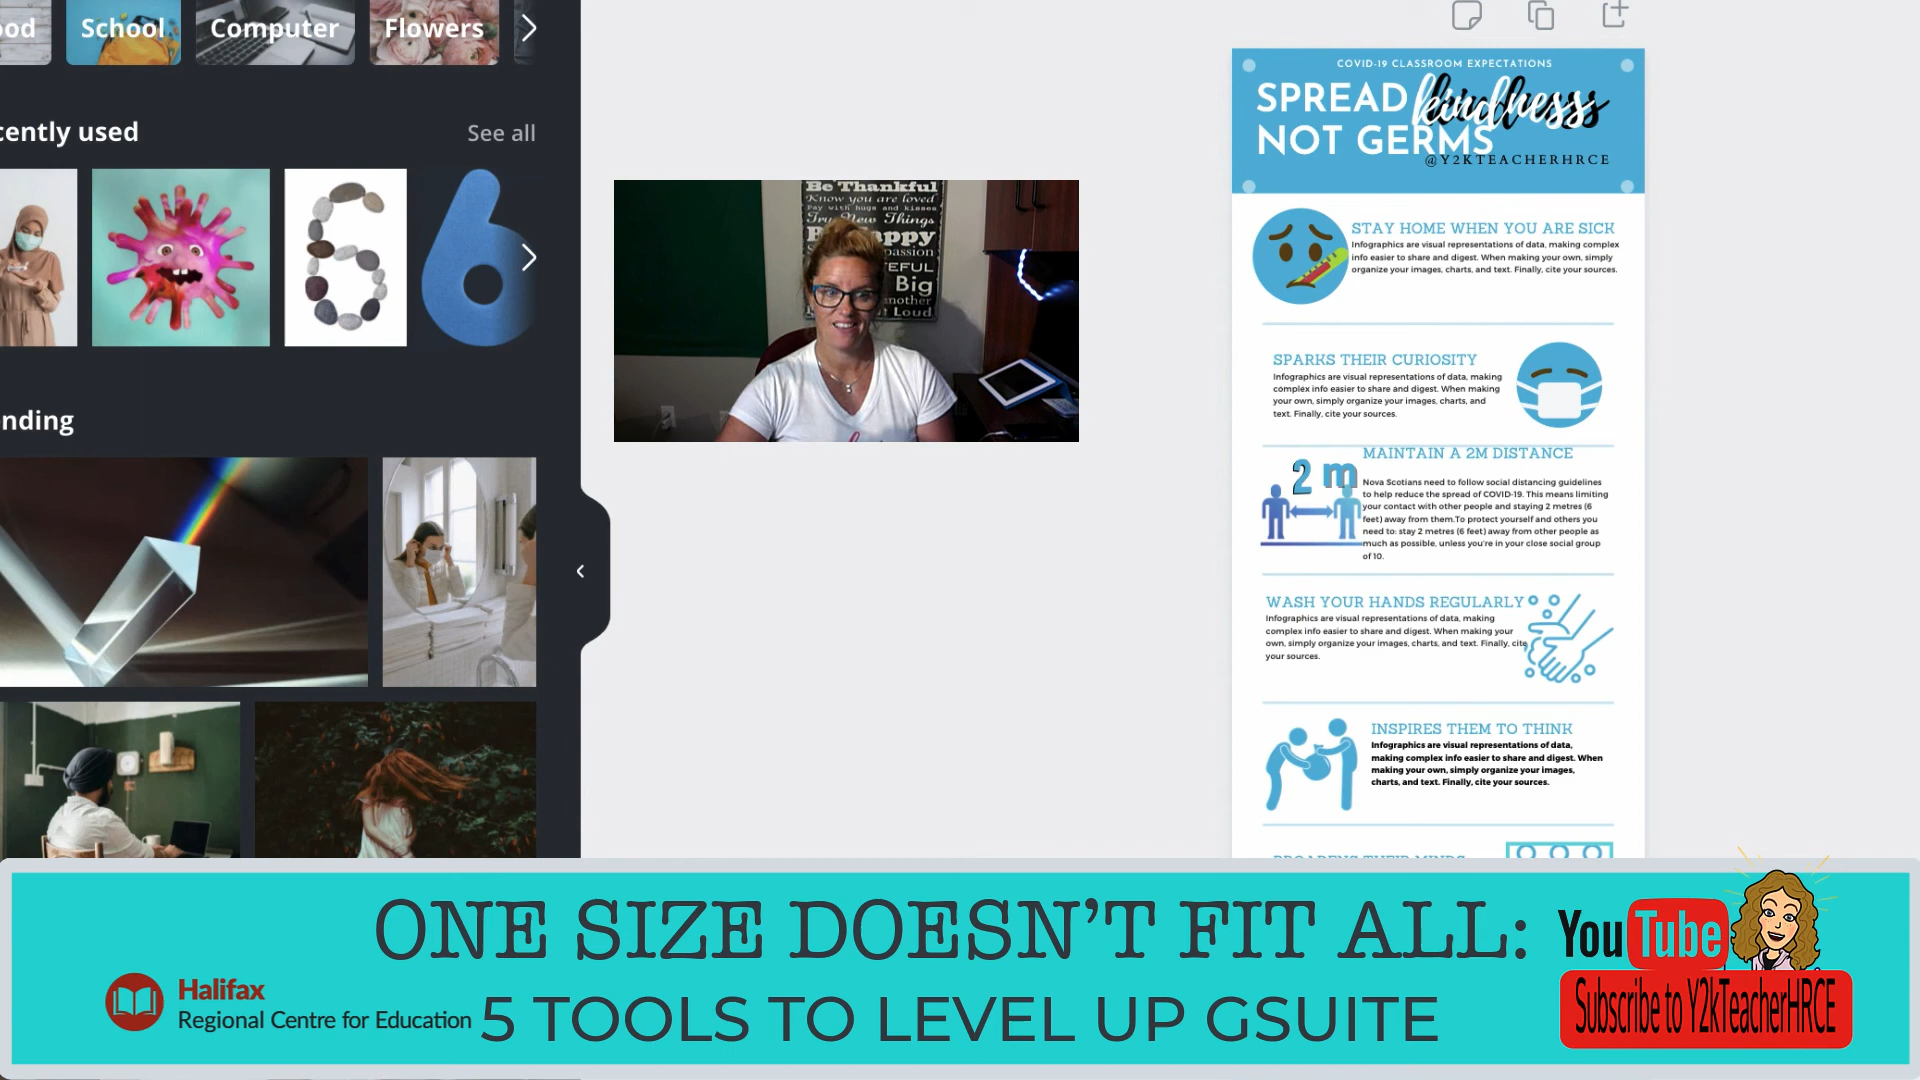 School
Computer
Flowers
See all
Be Thankful
Know you are loved
Pay with hugs and kisses
Try New Things
Big
Loud
COVID-19 CLASSROOM EXPECTATIONS
SPREAD kindness
NOT GERMS
@Y2KTEACHERHRCE
STAY HOME WHEN YOU ARE SICK
Infographics are visual representations of data, making complex
info easier to share and digest. When making your own, simply
organize your images, charts, and text. Finally, cite your sources.
SPARKS THEIR CURIOSITY
Infographics are visual representations of data, making
complex info easier to share and digest. When making
your own, simply organize your images, charts, and
text. Finally, cite your sources.
2 m
MAINTAIN A 2M DISTANCE
Nova Scotians need to follow social distancing guidelines
to help reduce the spread of COVID-19. This means limiting
your contact with other people and staying 2 metres (6
feet) away from them.To protect yourself and others you
need to: stay 2 metres (6 feet) away from other people as
much as possible, unless you're in your close social group
of 10.
WASH YOUR HANDS REGULARLY
Infographics are visual representations of data, making
complex info easier to share and digest. When making your
own, simply organize your images, charts, and text. Finally, cite
your sources.
INSPIRES THEM TO THINK
Infographics are visual representations of data,
making complex info easier to share and digest. When
making your own, simply organize your images,
charts, and text. Finally, cite your sources.
ONE SIZE DOESN'T FIT ALL:
5 TOOLS TO LEVEL UP GSUITE
Halifax
Regional Centre for Education
YouTube
Subscribe to Y2kTeacherHRCE